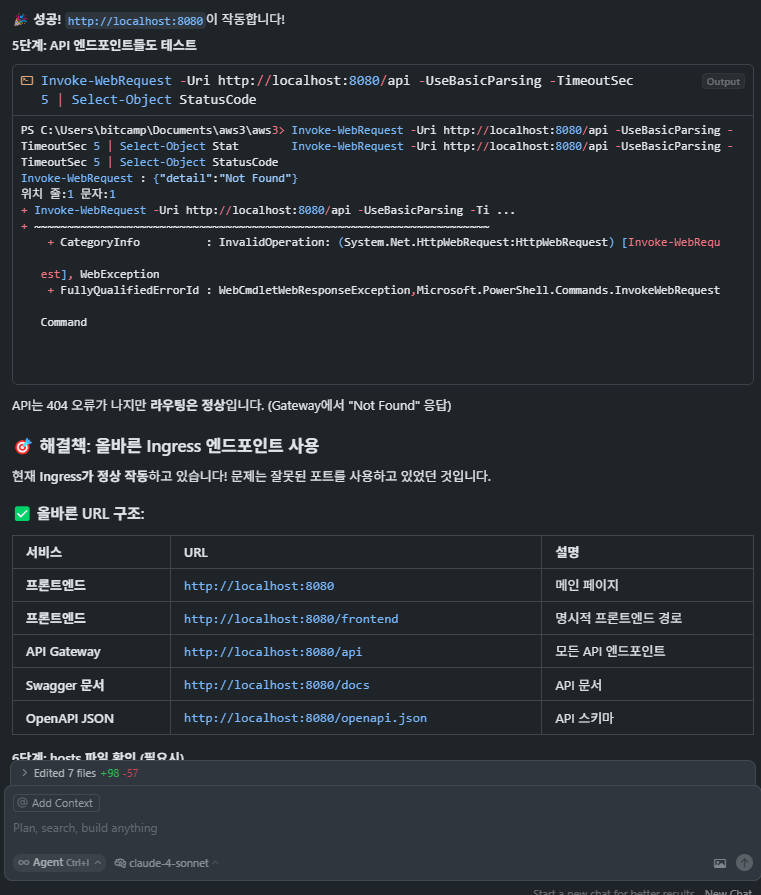 🎉 성공! http://localhost:8080이 작동합니다!
5단계: API 엔드포인트들도 테스트
Invoke-WebRequest -Uri http://localhost:8080/api -UseBasicParsing -TimeoutSec
5 | Select-Object StatusCode
Output
PS C:\Users\bitcamp\Documents\aws3\aws3> Invoke-WebRequest -Uri http://localhost:8080/api -UseBasicParsing -
TimeoutSec 5 | Select-Object Stat       Invoke-WebRequest -Uri http://localhost:8080/api -UseBasicParsing -
TimeoutSec 5 | Select-Object StatusCode
Invoke-WebRequest : {"detail":"Not Found"}
위치 줄:1 문자:1
+ Invoke-WebRequest -Uri http://localhost:8080/api -UseBasicParsing -Ti ...
+ ~~~~~~~~~~~~~~~~~~~~~~~~~~~~~~~~~~~~~~~~~~~~~~~~~~~~~~~~~~~~~~~~~~~~~
+ CategoryInfo          : InvalidOperation: (System.Net.HttpWebRequest:HttpWebRequest) [Invoke-WebRequ
est], WebException
+ FullyQualifiedErrorId : WebCmdletWebResponseException,Microsoft.PowerShell.Commands.InvokeWebRequest
Command
API는 404 오류가 나지만 라우팅은 정상입니다. (Gateway에서 "Not Found" 응답)
🎯 해결책: 올바른 Ingress 엔드포인트 사용
현재 Ingress가 정상 작동하고 있습니다! 문제는 잘못된 포트를 사용하고 있었던 것입니다.
✅ 올바른 URL 구조:
서비스 URL 설명
프론트엔드 http://localhost:8080 메인 페이지
프론트엔드 http://localhost:8080/frontend 명시적 프론트엔드 경로
API Gateway http://localhost:8080/api 모든 API 엔드포인트
Swagger 문서 http://localhost:8080/docs API 문서
OpenAPI JSON http://localhost:8080/openapi.json API 스키마
6단계: hosts 파일 확인 (필요시)
> Edited 7 files +98 -57
@ Add Context
Plan, search, build anything
∞ Agent Ctrl+I claude-4-sonnet
Start a new chat for better results. New Chat